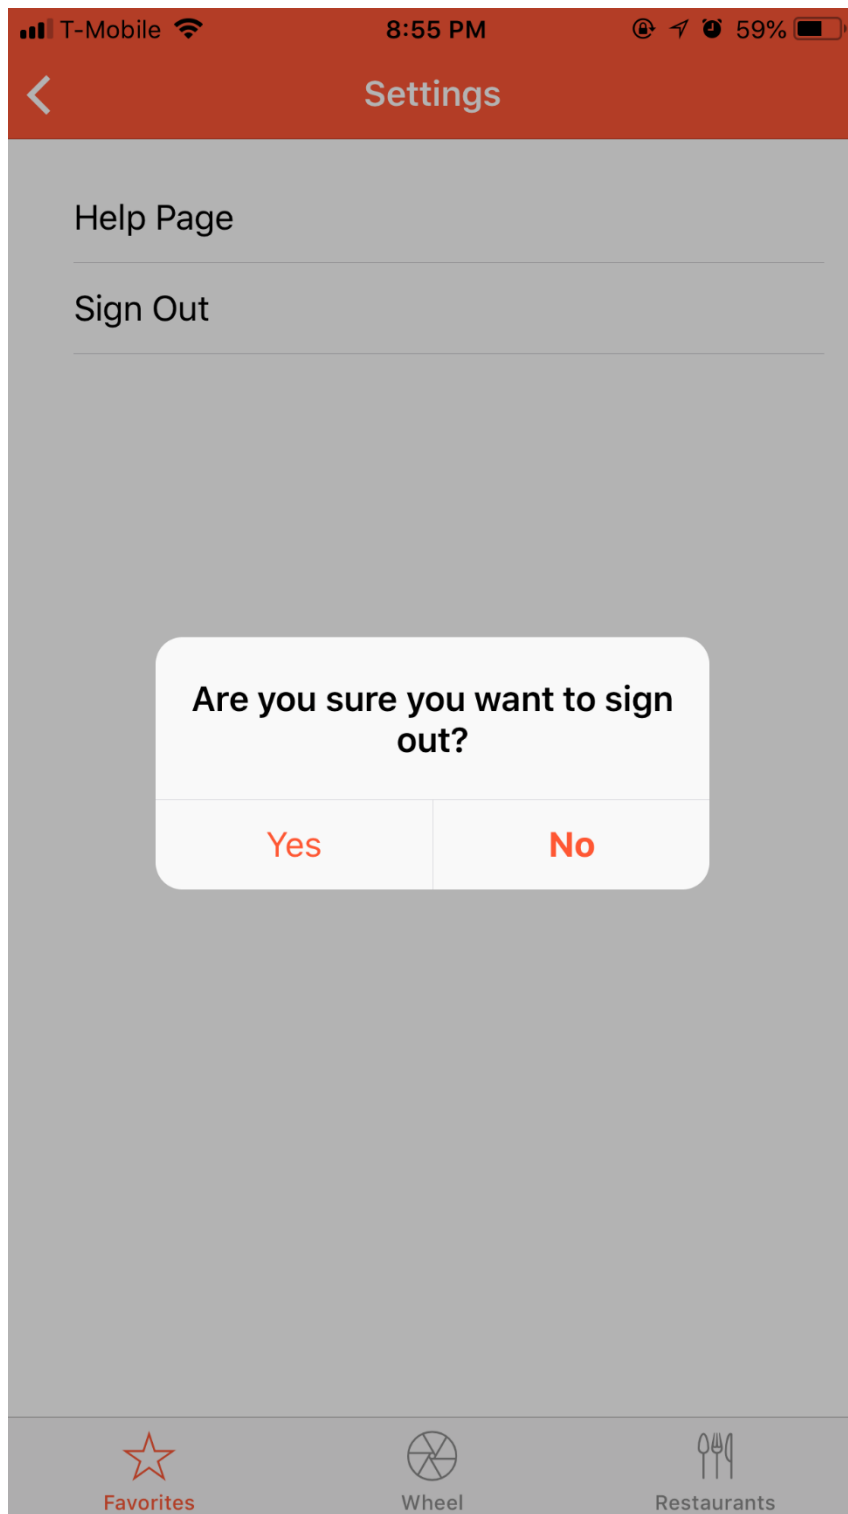 T-Mobile 8:55 PM 59%
Settings
Help Page
Sign Out
Are you sure you want to sign
out?
Yes No
Favorites Wheel Restaurants